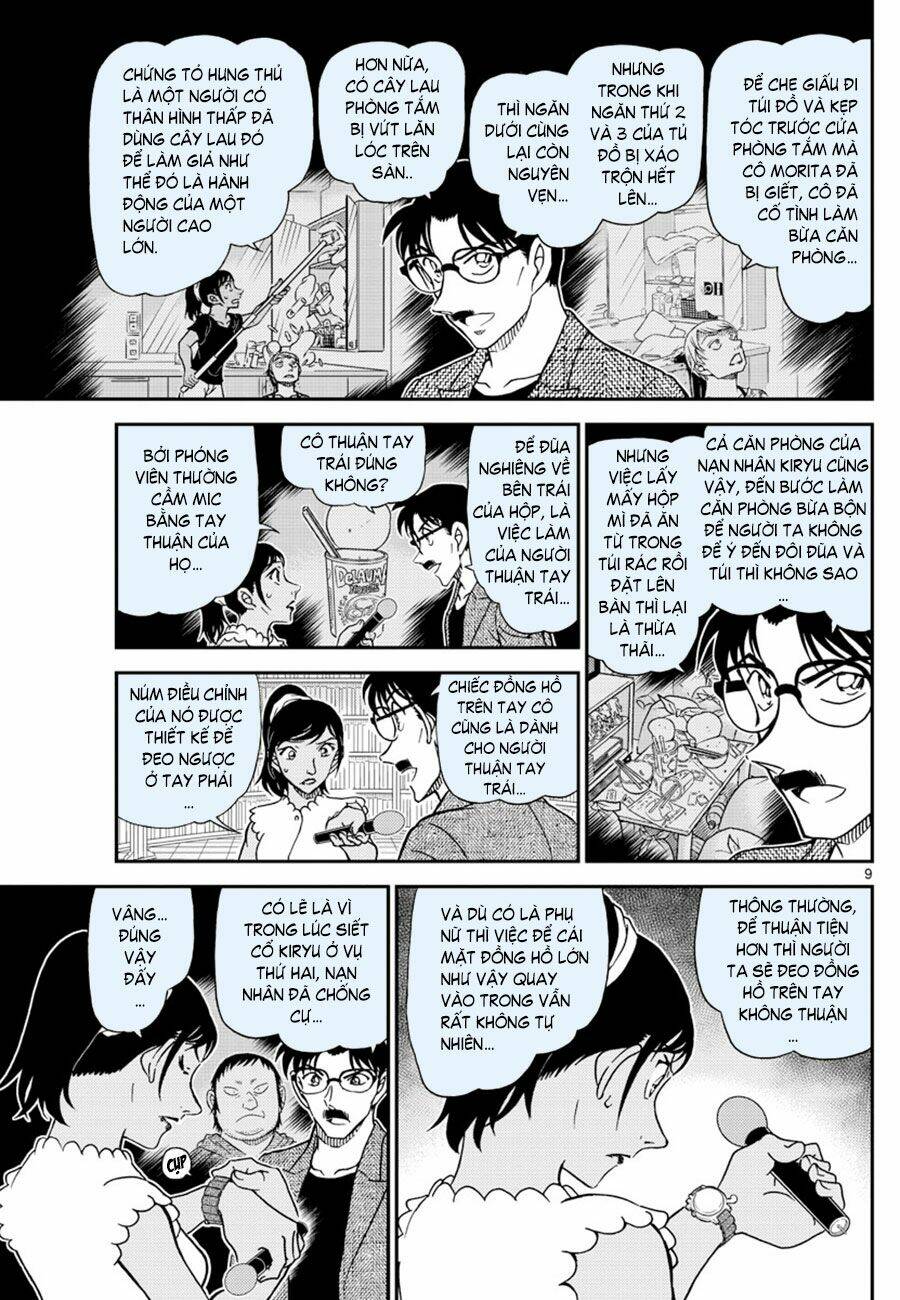 ĐỂ CHE GIẤU ĐI
TÚI ĐỒ VÀ KẸP
TÓC TRƯỚC CỬA
PHÒNG TẮM MÀ
CÔ MORITA ĐÃ
BỊ GIẾT, CÔ ĐÃ
CỐ TÌNH LÀM
BỪA CĂN
PHÒNG...
NHƯNG
TRONG KHI
NGĂN THỨ 2
VÀ 3 CỦA TỦ
ĐỒ BỊ XÁO
TRỘN HẾT
LÊN...
THÌ NGĂN
DƯỚI CÙNG
LẠI CÒN
NGUYÊN
VẸN...
HƠN NỮA,
CÓ CÂY LAU
PHÒNG TẮM
BỊ VỨT LĂN
LÓC TRÊN
SÀN..
CHỨNG TỎ HUNG THỦ
LÀ MỘT NGƯỜI CÓ
THÂN HÌNH THẤP ĐÃ
DÙNG CÂY LAU ĐÓ
ĐỂ LÀM GIẢ NHƯ
THỂ ĐÓ LÀ HÀNH
ĐỘNG CỦA MỘT
NGƯỜI CAO
LỚN.
CẢ CĂN PHÒNG CỦA
NẠN NHÂN KIRYU CŨNG
VẬY, ĐẾN BƯỚC LÀM
CĂN PHÒNG BỪA BỘN
ĐỂ NGƯỜI TA KHÔNG
ĐỂ Ý ĐẾN ĐÔI ĐŨA VÀ
TÚI THÌ KHÔNG SAO
...
NHƯNG
VIỆC LẤY
MẤY HỘP
MÌ ĐÃ ĂN
TỪ TRONG
TÚI RÁC RỒI
ĐẶT LÊN
BÀN THÌ LẠI
LÀ THỪA
THÃI...
ĐỂ ĐŨA
NGHIÊNG VỀ
BÊN TRÁI
CỦA HỘP, LÀ
VIỆC LÀM
CỦA NGƯỜI
THUẬN TAY
TRÁI...
CÔ THUẬN TAY
TRÁI ĐÚNG
KHÔNG?
BỞI PHÓNG
VIÊN THƯỜNG
CẦM MIC
BẰNG TAY
THUẬN CỦA
HỌ...
DELAUM
CHIẾC ĐỒNG HỒ
TRÊN TAY CÔ
CŨNG LÀ DÀNH
CHO NGƯỜI
THUẬN TAY
TRÁI...
NÚM ĐIỀU CHỈNH
CỦA NÓ ĐƯỢC
THIẾT KẾ ĐỂ
ĐEO NGƯỢC
Ở TAY PHẢI
...
9
THÔNG THƯỜNG,
ĐỂ THUẬN TIỆN
HƠN THÌ NGƯỜI
TA SẼ ĐEO ĐỒNG
HỒ TRÊN TAY
KHÔNG THUẬN
...
VÀ DÙ CÓ LÀ PHỤ
NỮ THÌ VIỆC ĐỂ CÁI
MẶT ĐỒNG HỒ LỚN
NHƯ VẬY QUAY
VÀO TRONG VẪN
RẤT KHÔNG TỰ
NHIÊN...
CÓ LẼ LÀ VÌ
TRONG LÚC SIẾT
CỔ KIRYU Ở VỤ
THỨ HAI, NẠN
NHÂN ĐÃ CHỐNG
CỰ...
VÂNG...
ĐÚNG
VẬY
ĐẤY
...
CỤP